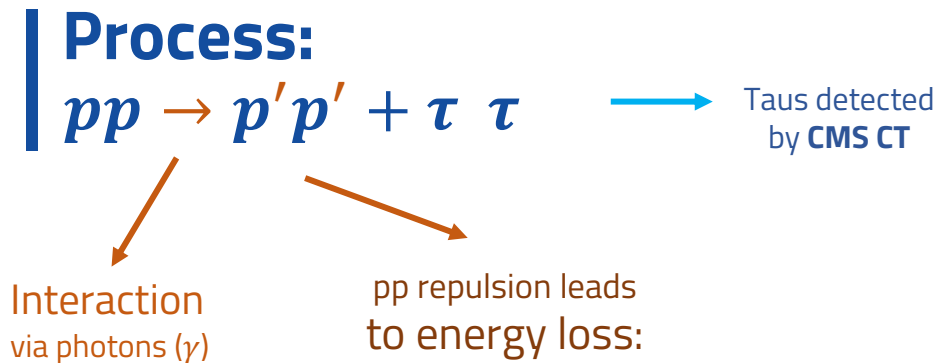 Process:
pp → p′p′ + τ τ
Taus detected
by CMS CT
Interaction
via photons (γ)
pp repulsion leads
to energy loss: